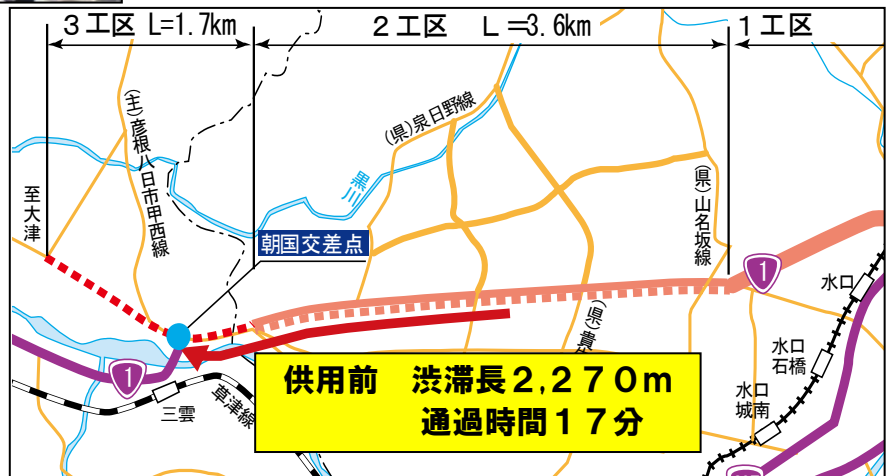 3工区 L=1.7km
2工区 L=3.6km
1工区
(主)彦根八日市甲西線
(県)泉日野線
黒川
至大津
(県)山名坂線
朝国交差点
1
水口
(県)貴
水口
石橋
1
三雲
草津線
水口
城南
供用前 渋滞長2,270m
通過時間17分